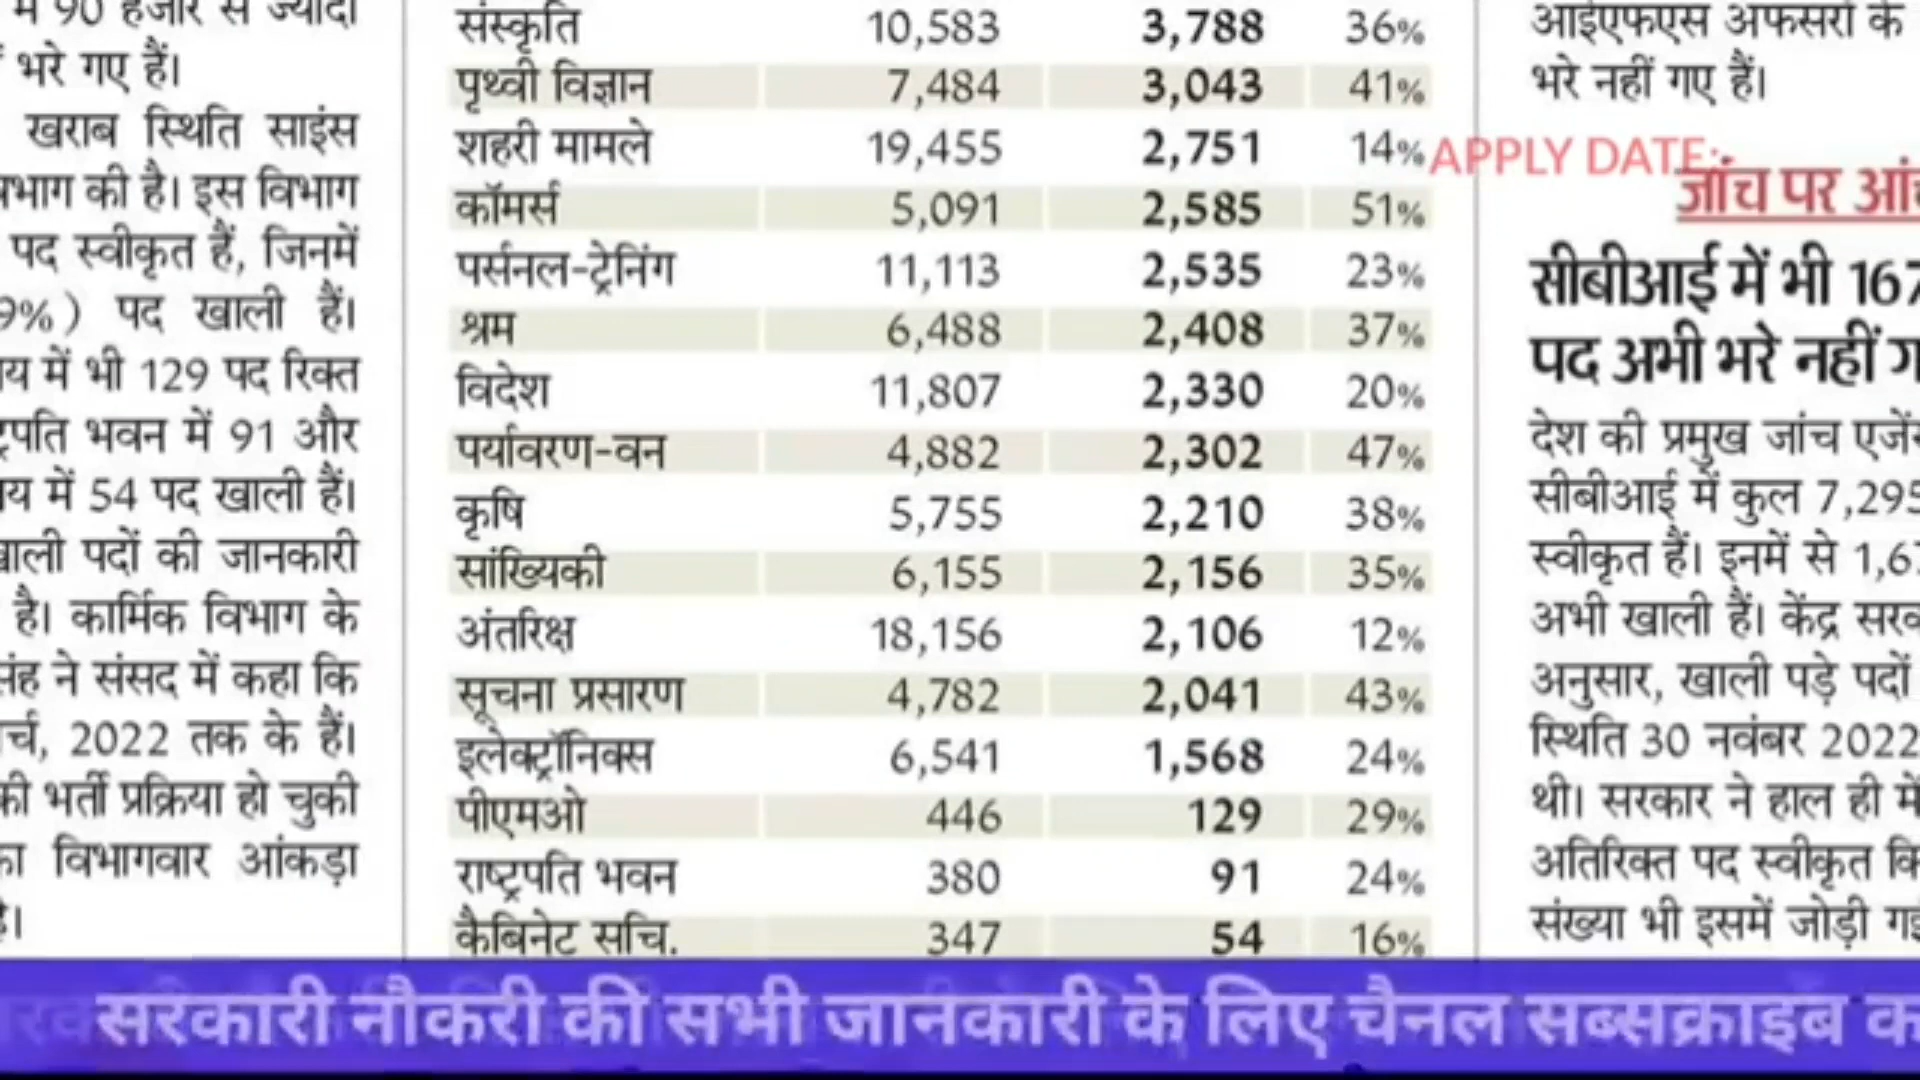 में 90 हजार से ज्यादा
भरे गए हैं।
खराब स्थिति साइंस
की है। इस विभाग
पद स्वीकृत हैं, जिनमें
9%) पद खाली हैं।
में भी 129 पद रिक्त
भवन में 91 और
में 54 पद खाली हैं।
पदों की जानकारी
है। कार्मिक विभाग के
ने संसद में कहा कि
2022 तक के हैं।
की भर्ती प्रक्रिया हो चुकी
विभागवार आंकड़ा
है।
संस्कृति 10,583 3,788 36%
पृथ्वी विज्ञान 7,484 3,043 41%
शहरी मामले 19,455 2,751 14%
कॉमर्स 5,091 2,585 51%
पर्सनल-ट्रेनिंग 11,113 2,535 23%
श्रम 6,488 2,408 37%
विदेश 11,807 2,330 20%
पर्यावरण-वन 4,882 2,302 47%
कृषि 5,755 2,210 38%
सांख्यिकी 6,155 2,156 35%
अंतरिक्ष 18,156 2,106 12%
सूचना प्रसारण 4,782 2,041 43%
इलेक्ट्रॉनिक्स 6,541 1,568 24%
पीएमओ 446 129 29%
राष्ट्रपति भवन 380 91 24%
कैबिनेट सचि. 347 54 16%
आईएफएस अफसरों के
भरे नहीं गए हैं।
APPLY DATE:
जांच पर
सीबीआई में भी 167
पद अभी भरे नहीं
देश की प्रमुख जांच
सीबीआई में कुल 7,295
स्वीकृत हैं। इनमें से 1,67
अभी खाली हैं। केंद्र
अनुसार, खाली पड़े पदों
स्थिति 30 नवंबर 2022
थी। सरकार ने हाल ही में
अतिरिक्त पद स्वीकृत
संख्या भी इसमें जोड़ी
सरकारी नौकरी की सभी जानकारी के लिए चैनल सब्सक्राइब